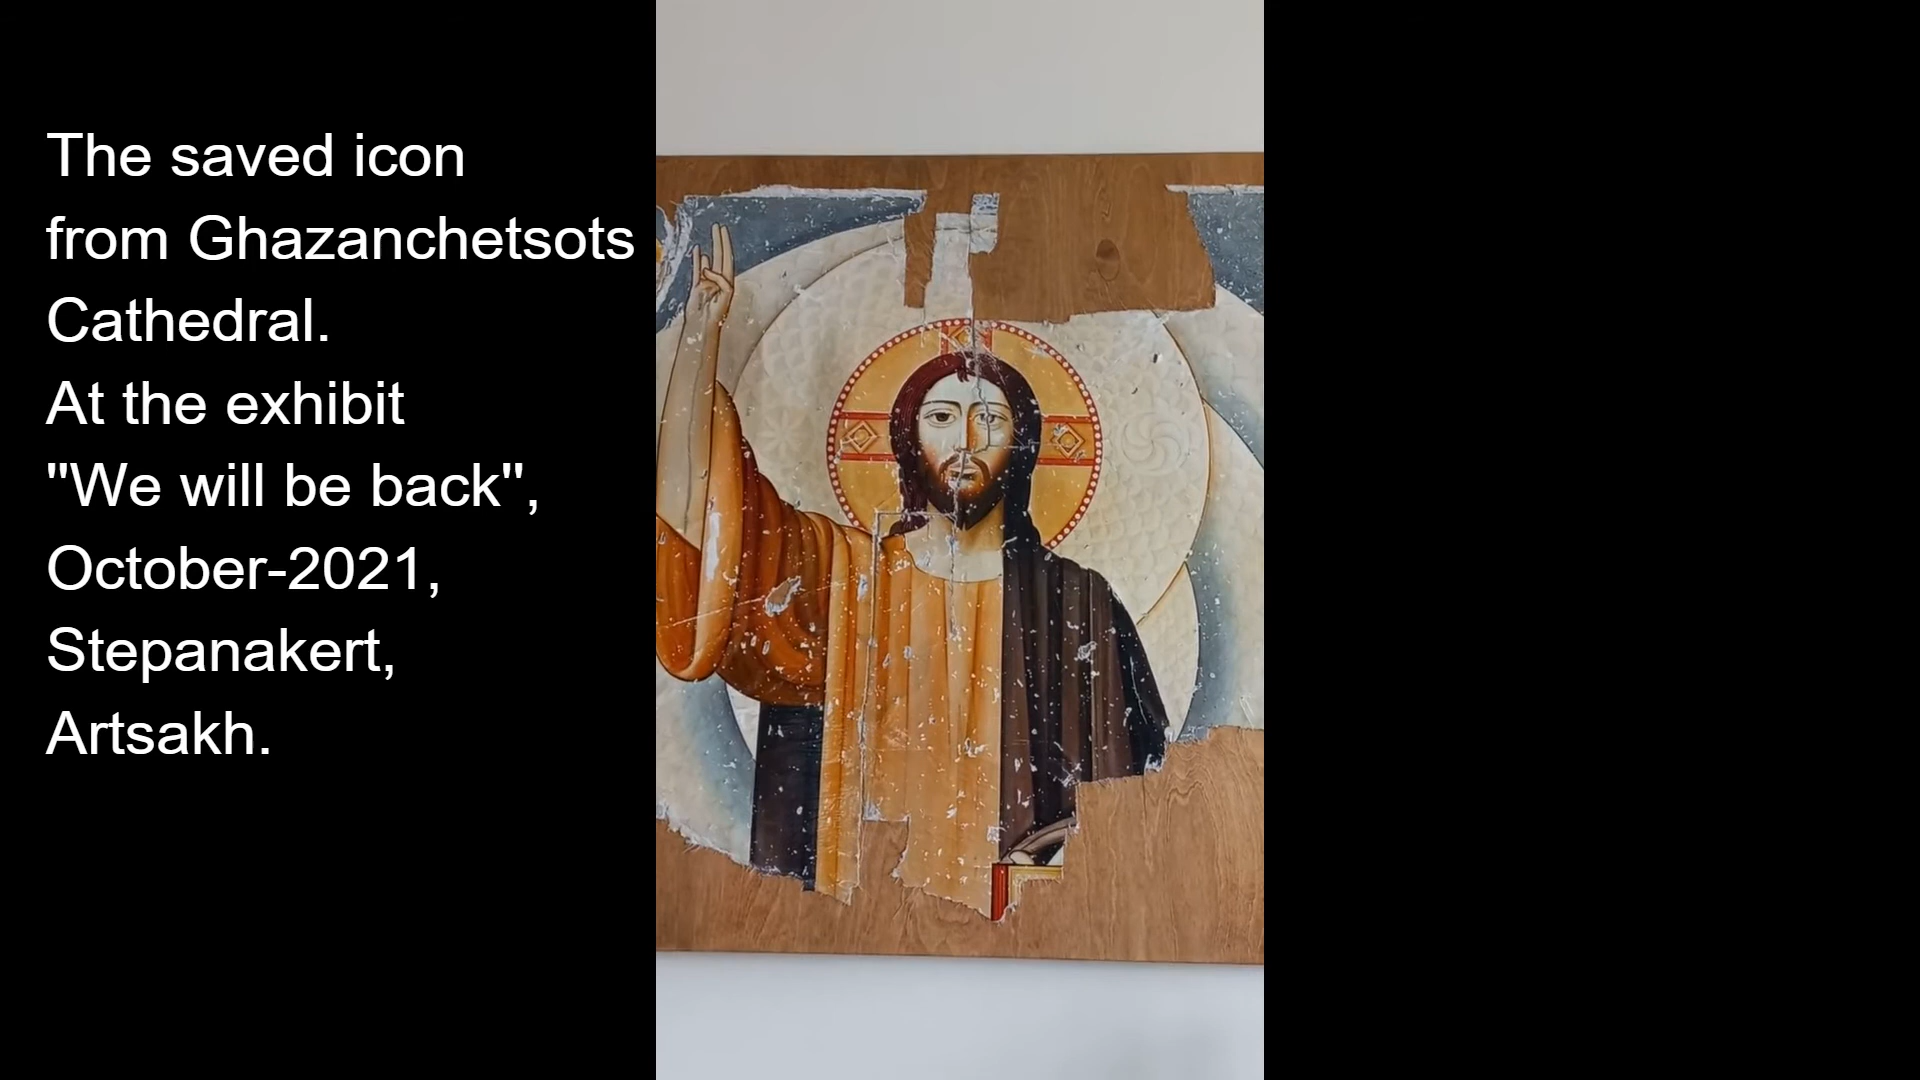 The saved icon
from Ghazanchetsots
Cathedral.
At the exhibit
"We will be back",
October-2021,
Stepanakert,
Artsakh.